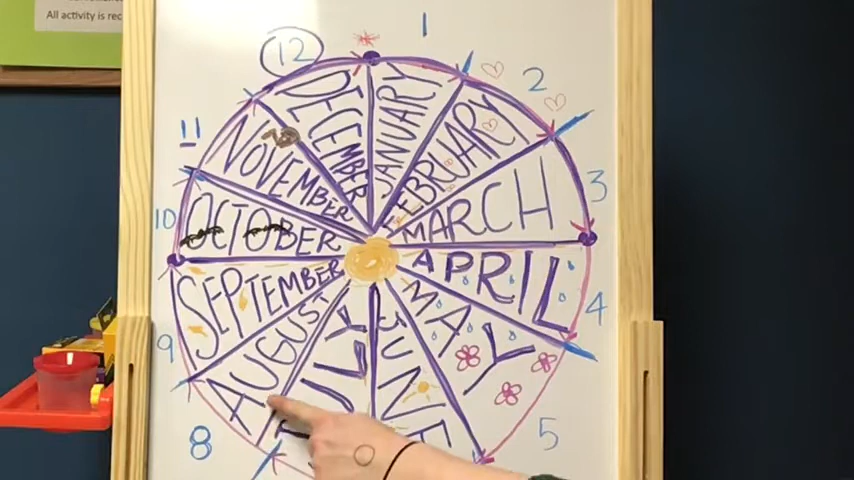 All activity is rec
12
1
2
3
4
5
8
9
10
11
JANUARY
FEBRUARY
MARCH
APRIL
MAY
JUNE
JULY
AUGUST
SEPTEMBER
OCTOBER
NOVEMBER
DECEMBER